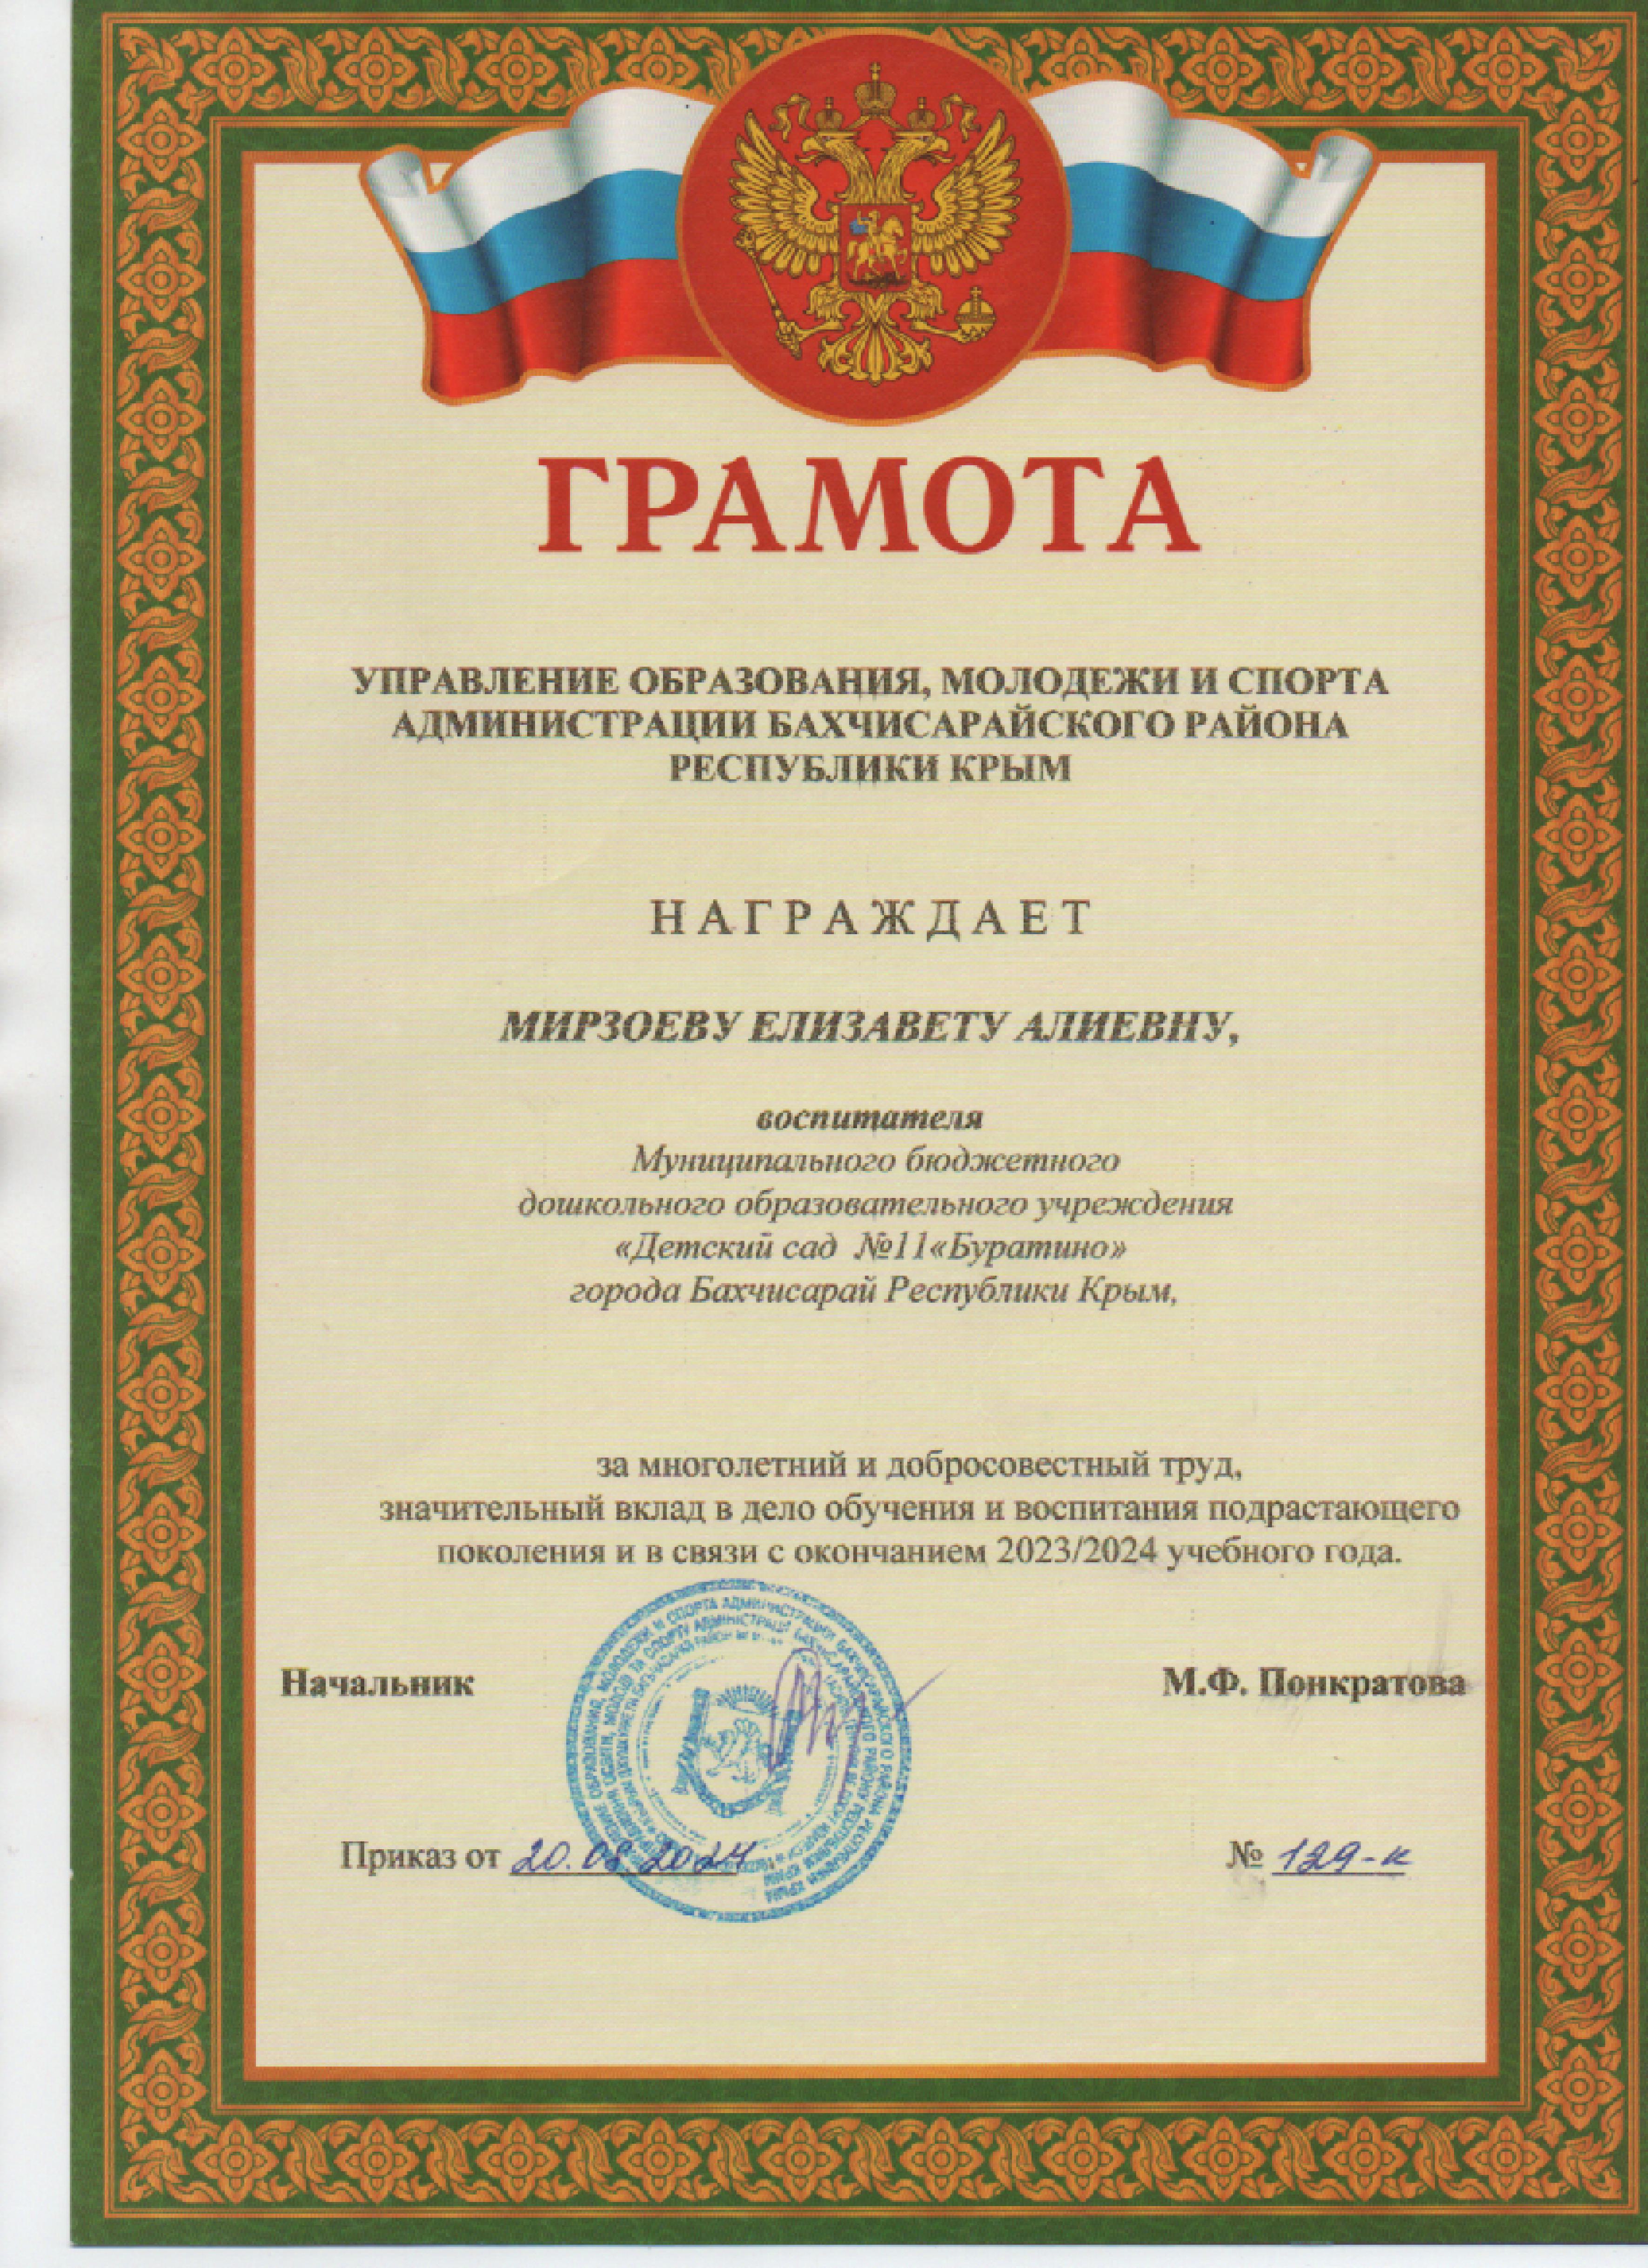 ГРАМОТА
УПРАВЛЕНИЕ ОБРАЗОВАНИЯ, МОЛОДЕЖИ И СПОРТА
АДМИНИСТРАЦИИ БАХЧИСАРАЙСКОГО РАЙОНА
РЕСПУБЛИКИ КРЫМ
НАГРАЖДАЕТ
МИРЗОЕВУ ЕЛИЗАВЕТУ АЛИЕВНУ,
воспитателя
Муниципального бюджетного
дошкольного образовательного учреждения
«Детский сад №11«Буратино»
города Бахчисарай Республики Крым,
за многолетний и добросовестный труд,
значительный вклад в дело обучения и воспитания подрастающего
поколения и в связи с окончанием 2023/2024 учебного года.
Начальник М.Ф. Понкратова
Приказ от 20.08.2024 № 129-к